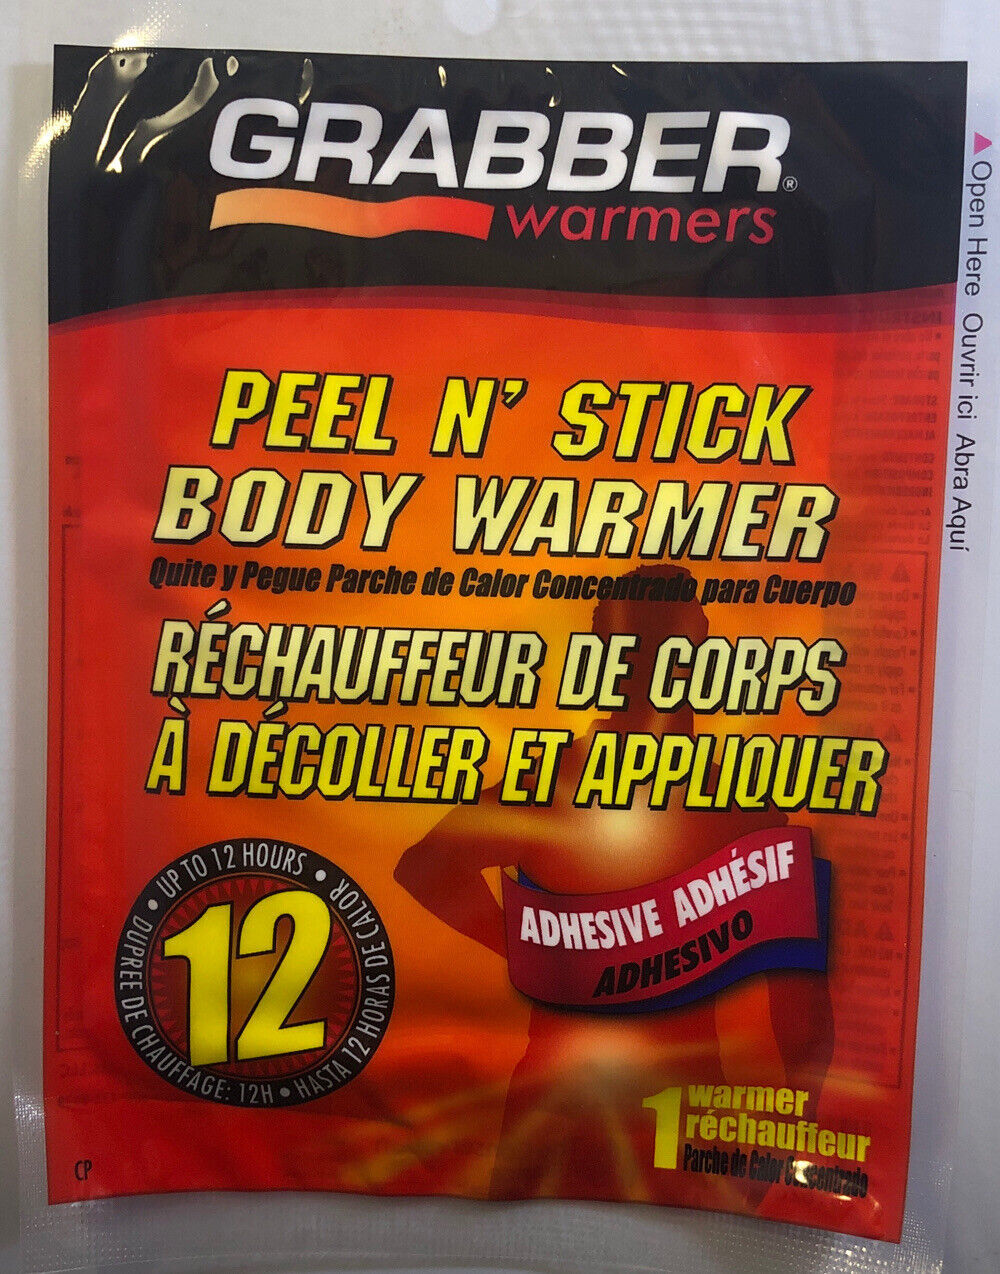 GRABBER®
warmers
Open Here Ouvrir ici Abra Aquí
PEEL N' STICK
BODY WARMER
Quite y Pegue Parche de Calor Concentrado para Cuerpo
RÉCHAUFFEUR DE CORPS
À DÉCOLLER ET APPLIQUER
UP TO 12 HOURS •
HASTA 12 HORAS DE CALOR •
DUPREE DE CHAUFFAGE: 12H •
12
ADHESIVE ADHÉSIF
ADHESIVO
1 warmer
réchauffeur
Parche de Calor Concentrado
CP